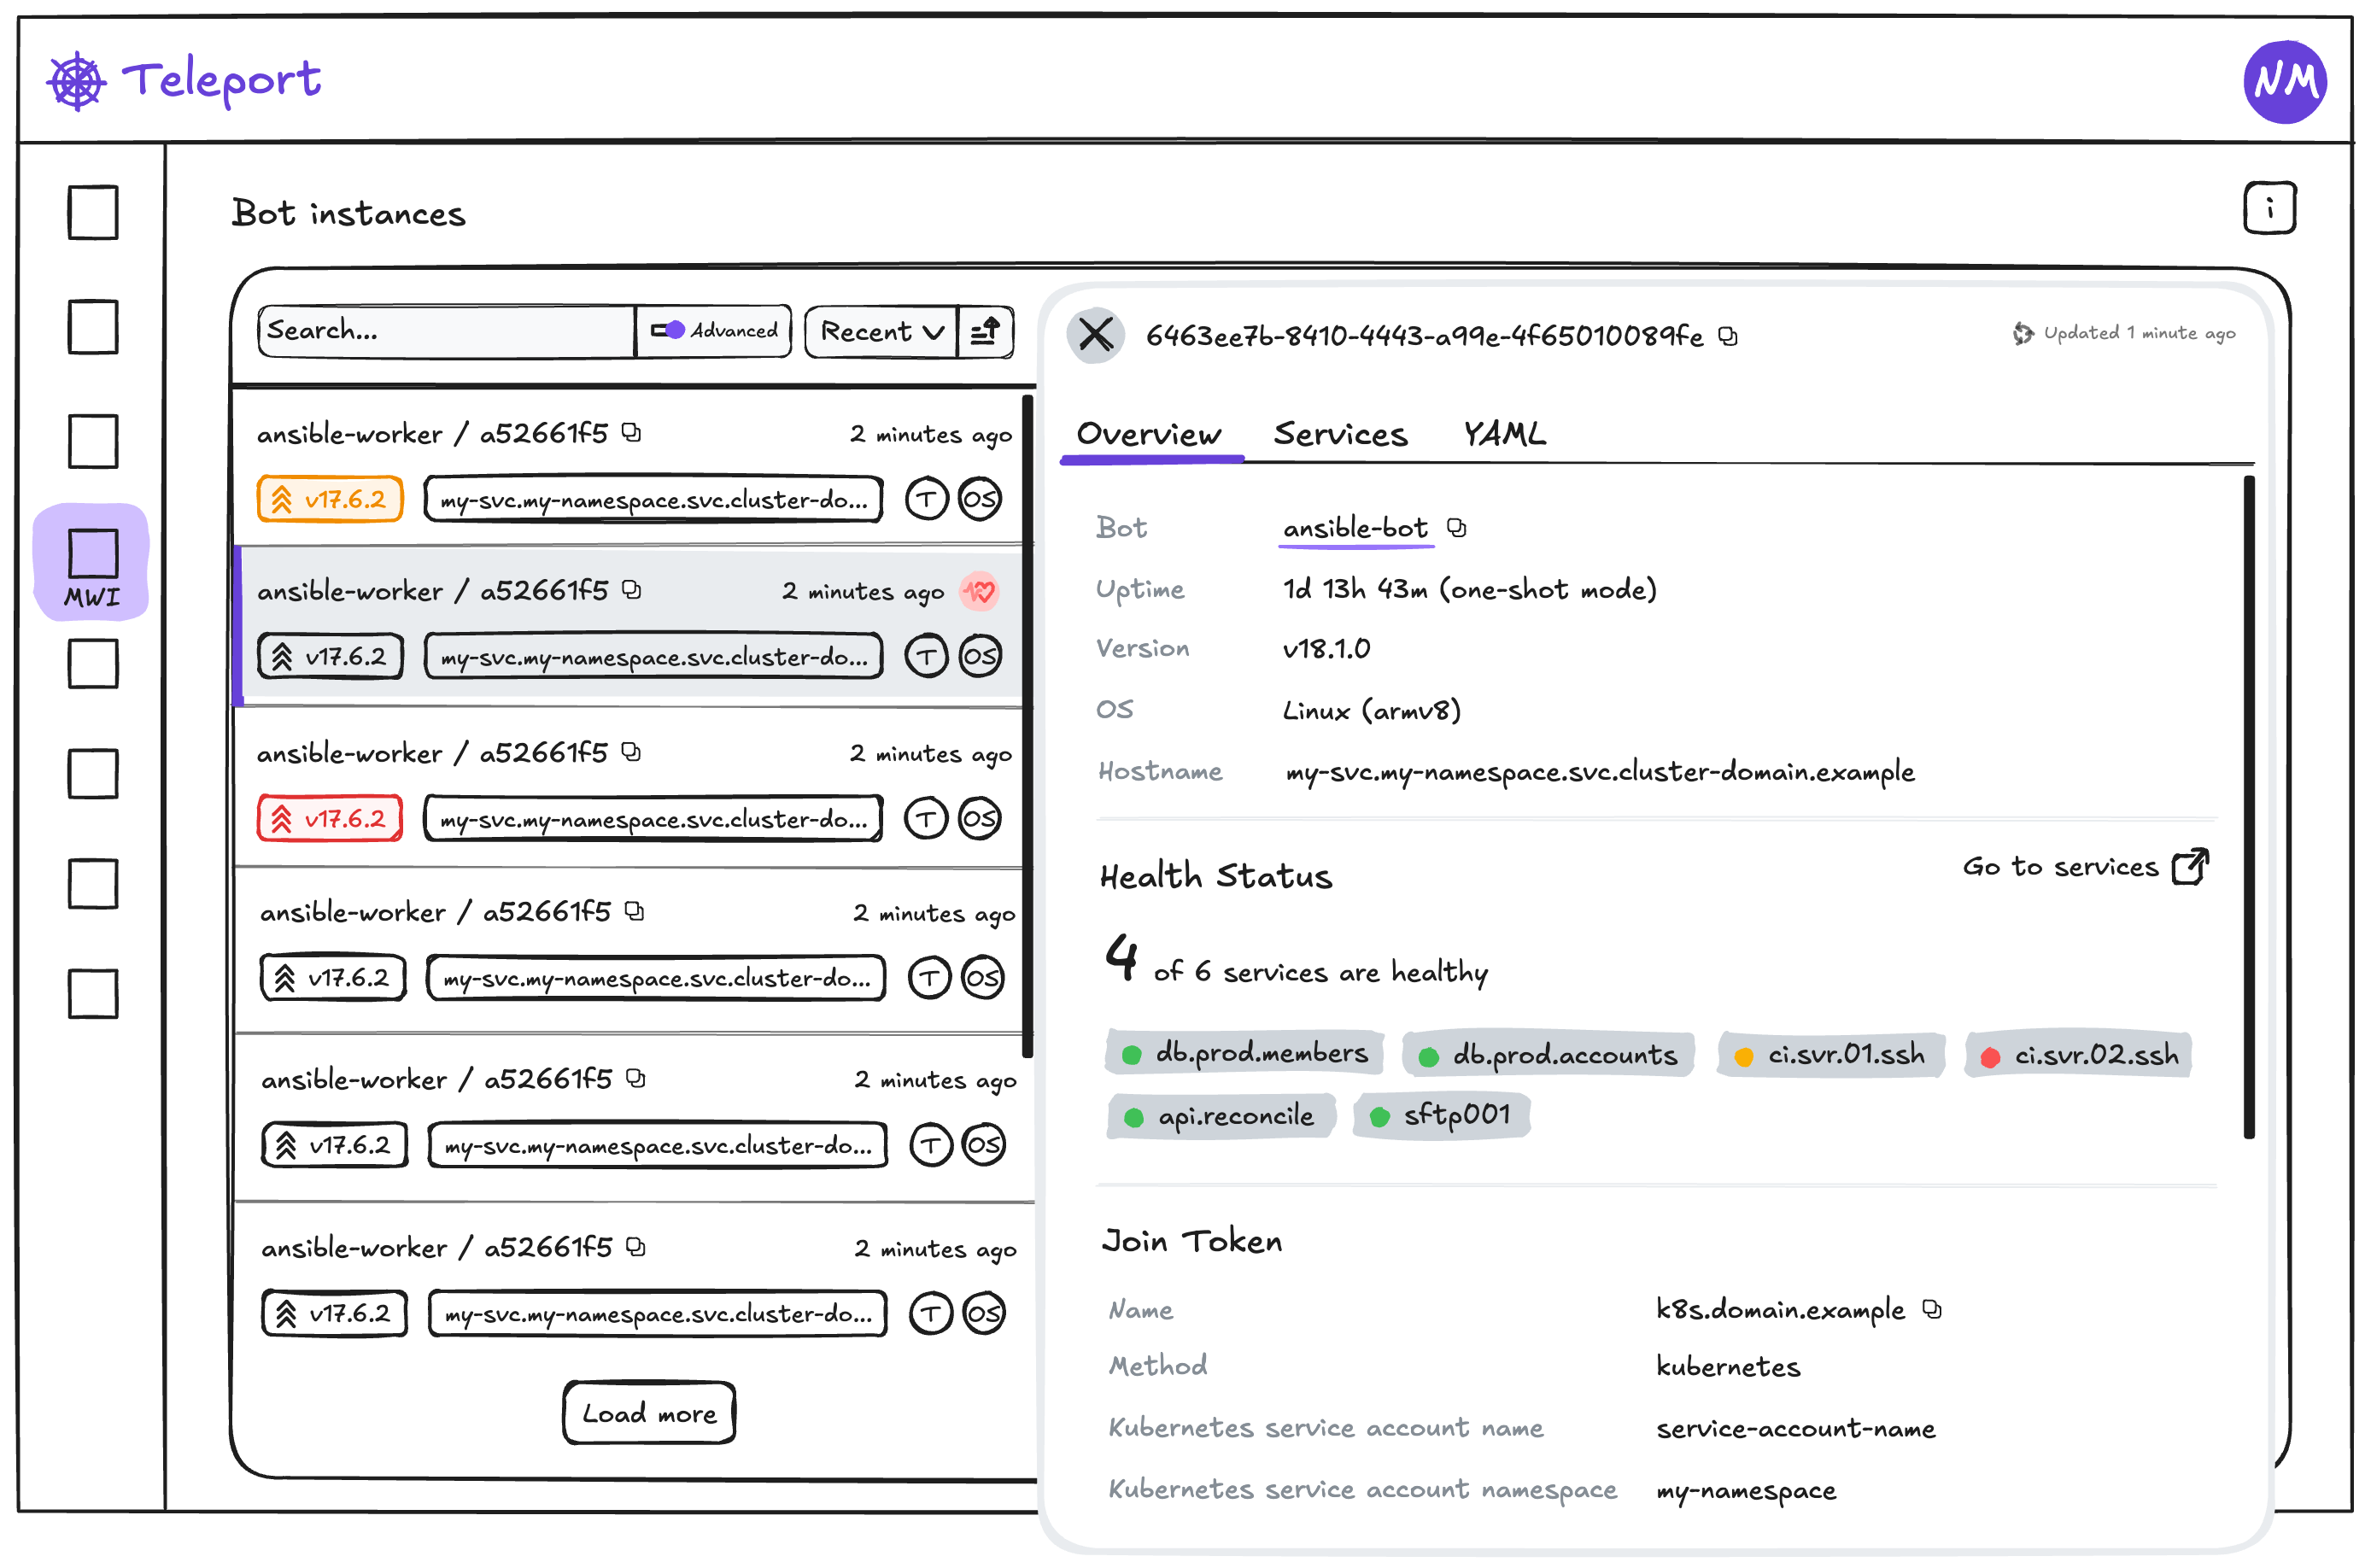 Teleport
NM
Bot instances
i
Search...
Advanced
Recent
ansible-worker / a52661f5
2 minutes ago
v17.6.2
my-svc.my-namespace.svc.cluster-do...
T
OS
MWI
ansible-worker / a52661f5
2 minutes ago
v17.6.2
my-svc.my-namespace.svc.cluster-do...
T
OS
ansible-worker / a52661f5
2 minutes ago
v17.6.2
my-svc.my-namespace.svc.cluster-do...
T
OS
ansible-worker / a52661f5
2 minutes ago
v17.6.2
my-svc.my-namespace.svc.cluster-do...
T
OS
ansible-worker / a52661f5
2 minutes ago
v17.6.2
my-svc.my-namespace.svc.cluster-do...
T
OS
ansible-worker / a52661f5
2 minutes ago
v17.6.2
my-svc.my-namespace.svc.cluster-do...
T
OS
Load more
6463ee7b-8410-4443-a99e-4f65010089fe
Updated 1 minute ago
Overview
Services
YAML
Bot
ansible-bot
Uptime
1d 13h 43m (one-shot mode)
Version
v18.1.0
OS
Linux (armv8)
Hostname
my-svc.my-namespace.svc.cluster-domain.example
Health Status
Go to services
4 of 6 services are healthy
db.prod.members
db.prod.accounts
ci.svr.01.ssh
ci.svr.02.ssh
api.reconcile
sftp001
Join Token
Name
k8s.domain.example
Method
kubernetes
Kubernetes service account name
service-account-name
Kubernetes service account namespace
my-namespace